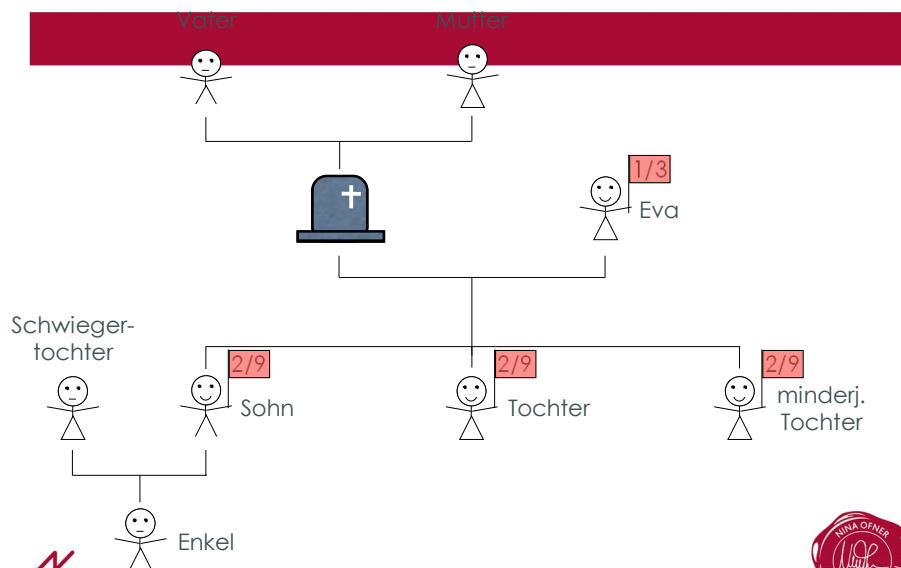 Vater
Mutter
1/3
Eva
Schwieger-
tochter
2/9
Sohn
2/9
Tochter
2/9
minderj.
Tochter
Enkel
NINA OFNER